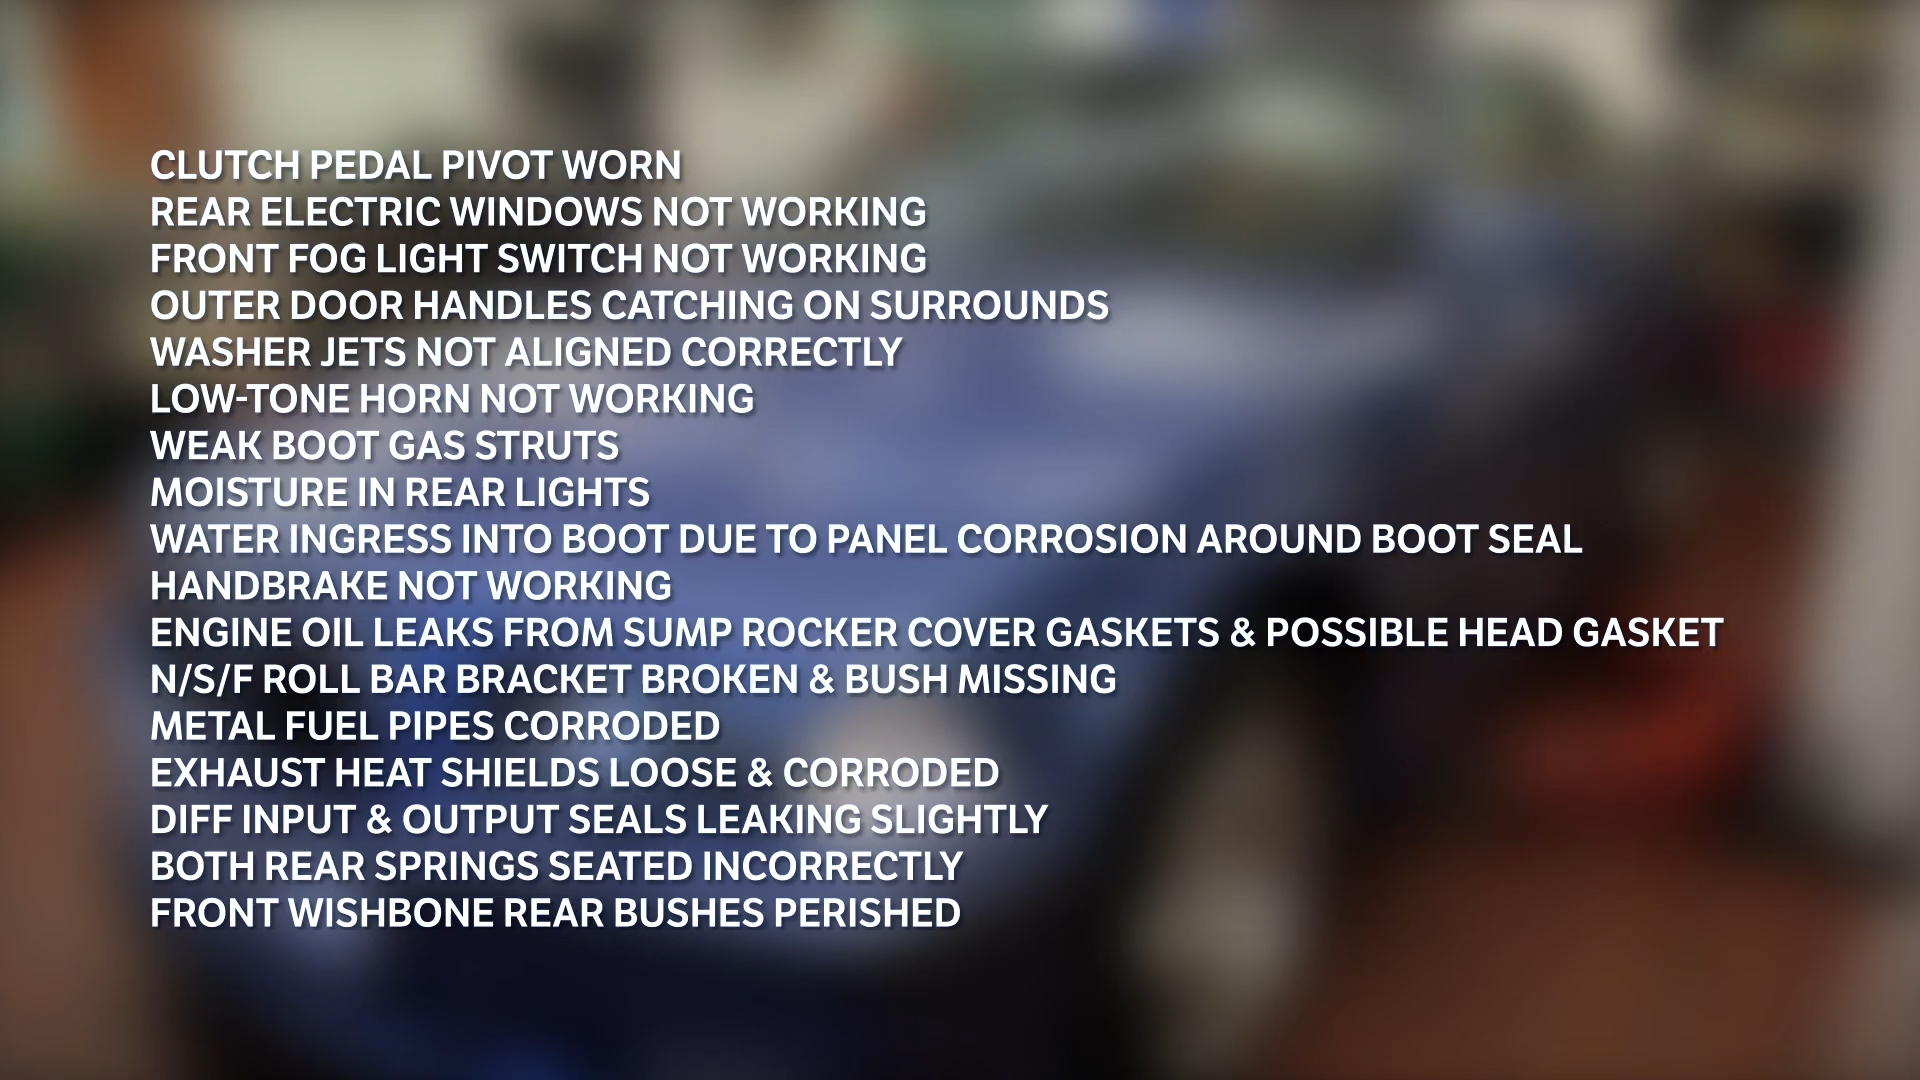 CLUTCH PEDAL PIVOT WORN
REAR ELECTRIC WINDOWS NOT WORKING
FRONT FOG LIGHT SWITCH NOT WORKING
OUTER DOOR HANDLES CATCHING ON SURROUNDS
WASHER JETS NOT ALIGNED CORRECTLY
LOW-TONE HORN NOT WORKING
WEAK BOOT GAS STRUTS
MOISTURE IN REAR LIGHTS
WATER INGRESS INTO BOOT DUE TO PANEL CORROSION AROUND BOOT SEAL
HANDBRAKE NOT WORKING
ENGINE OIL LEAKS FROM SUMP ROCKER COVER GASKETS & POSSIBLE HEAD GASKET
N/S/F ROLL BAR BRACKET BROKEN & BUSH MISSING
METAL FUEL PIPES CORRODED
EXHAUST HEAT SHIELDS LOOSE & CORRODED
DIFF INPUT & OUTPUT SEALS LEAKING SLIGHTLY
BOTH REAR SPRINGS SEATED INCORRECTLY
FRONT WISHBONE REAR BUSHES PERISHED